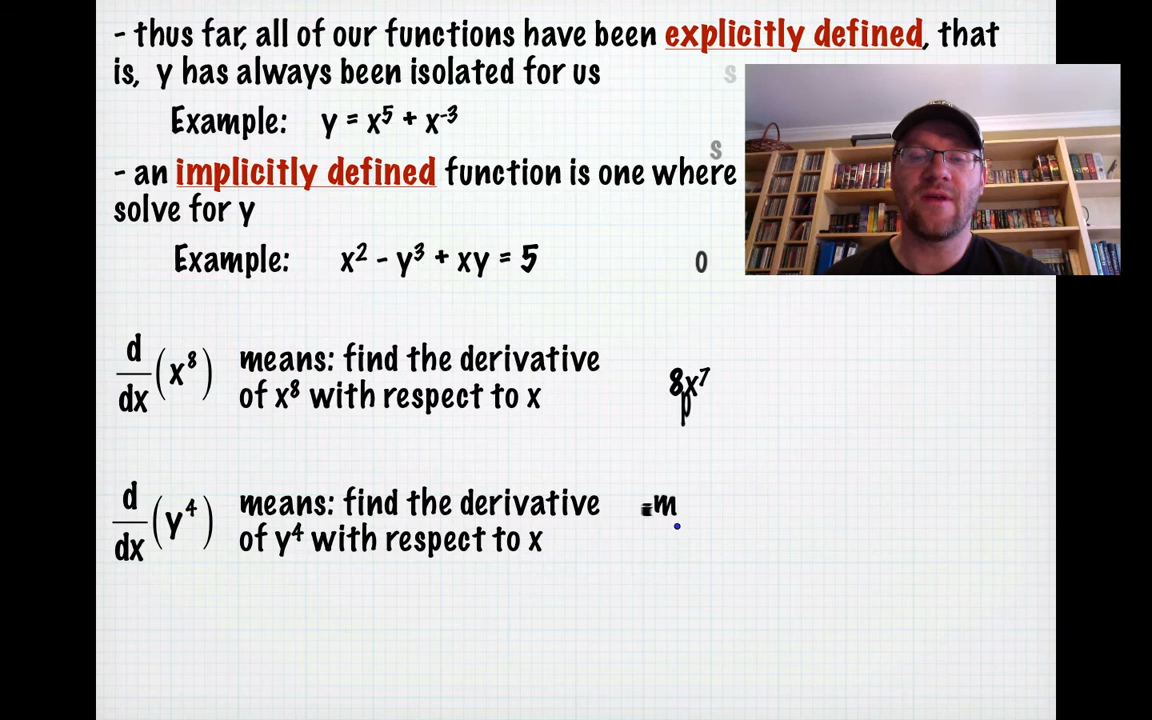 - thus far, all of our functions have been explicitly defined, that
is, y has always been isolated for us
s
Example: y = x⁵ + x⁻³
s
- an implicitly defined function is one where
solve for y
Example: x² - y³ + xy = 5
0
d/dx (x⁸) means: find the derivative
of x⁸ with respect to x
8x⁷
p
d/dx (y⁴) means: find the derivative
of y⁴ with respect to x
=m